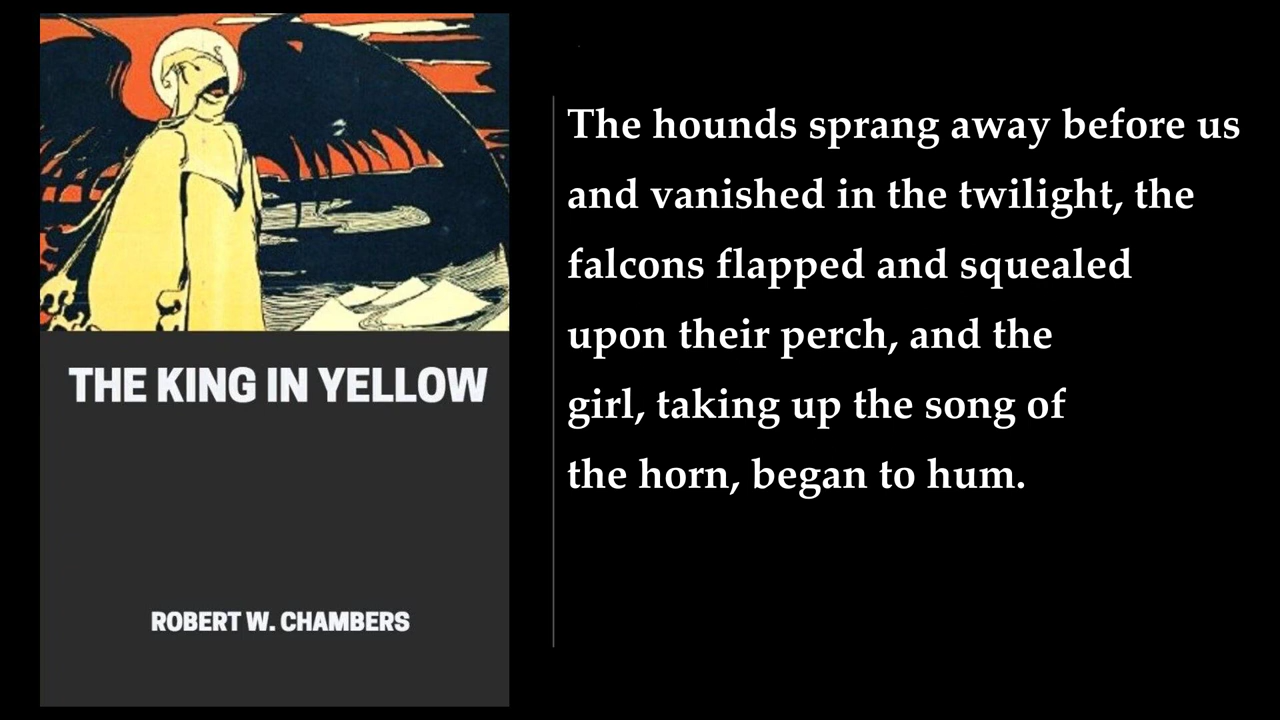 THE KING IN YELLOW
ROBERT W. CHAMBERS
The hounds sprang away before us
and vanished in the twilight, the
falcons flapped and squealed
upon their perch, and the
girl, taking up the song of
the horn, began to hum.